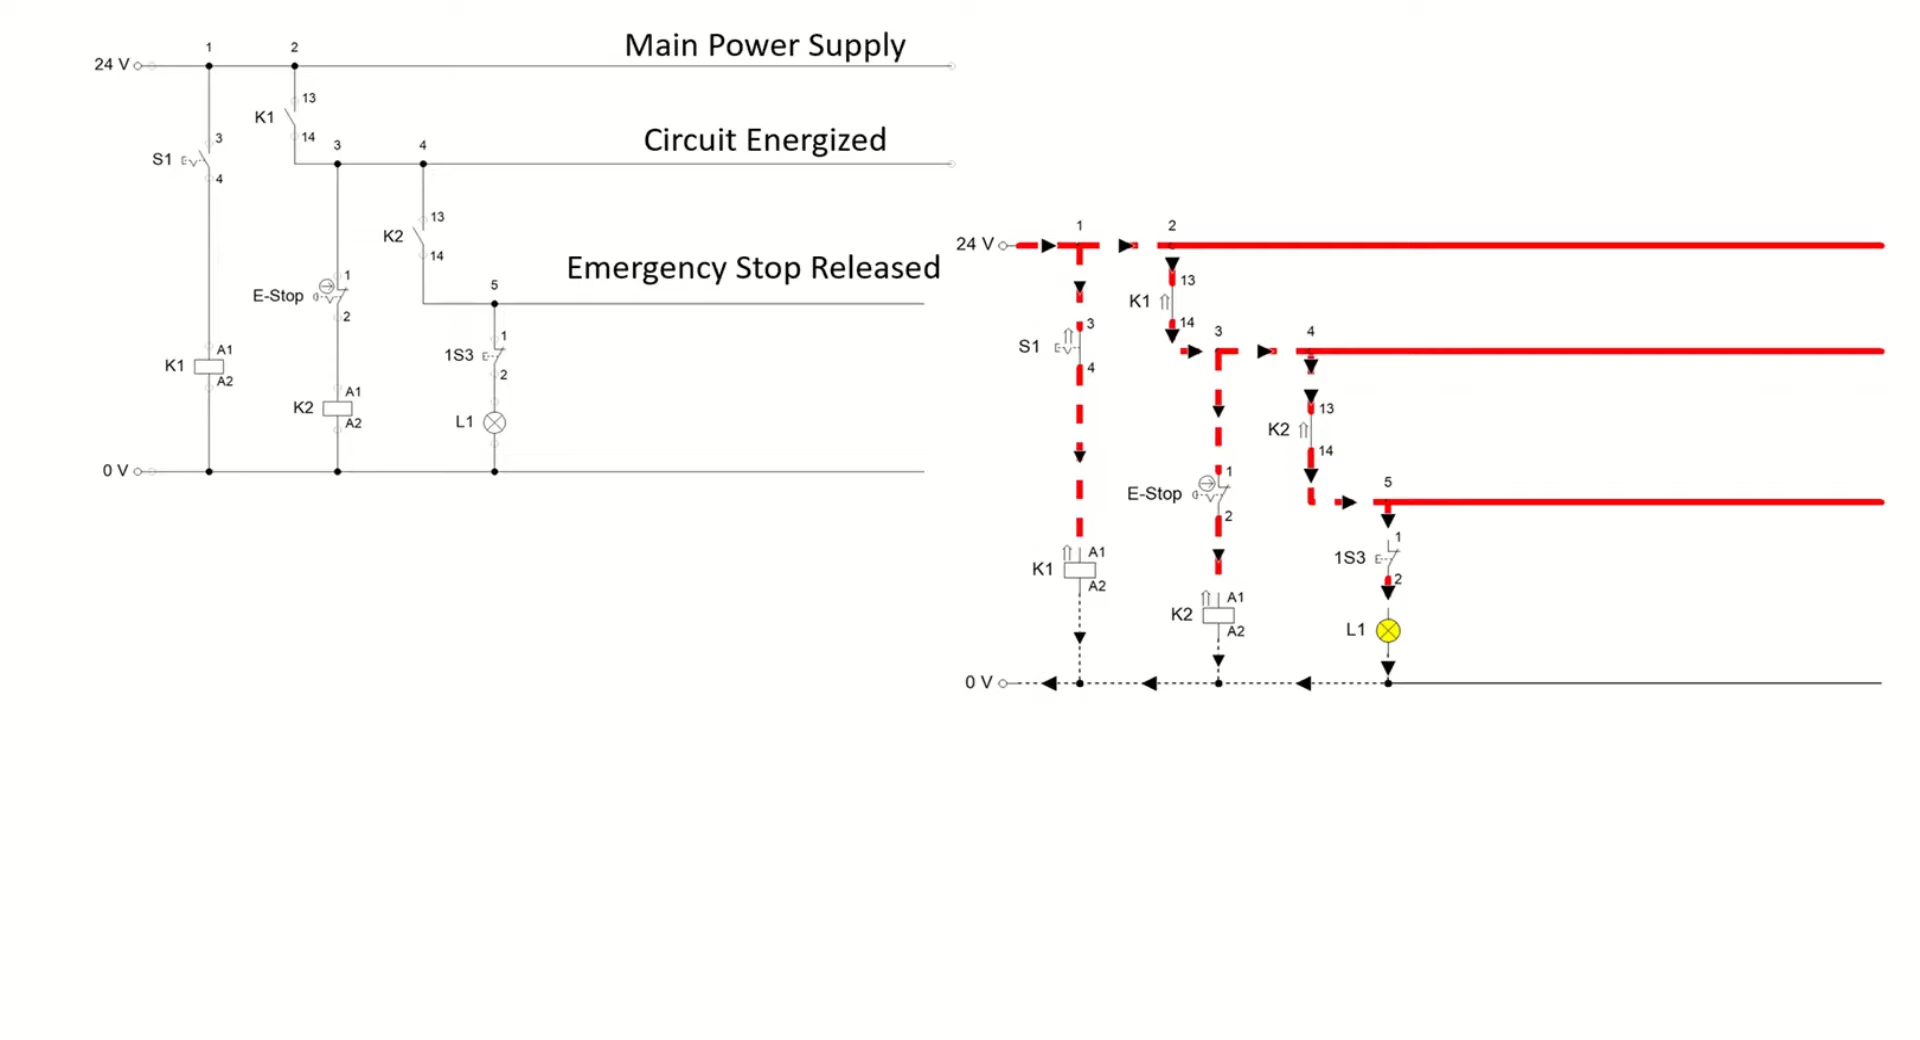 1 2 Main Power Supply
24 V
13
K1
14
Circuit Energized
3 4
3
S1
4
13
K2
14
Emergency Stop Released
5
1
E-Stop
2
1
1S3
2
A1
K1
A2
A1
K2
A2
L1
0 V
1 2
24 V
13
K1
14
3 4
3
S1
4
13
K2
14
1
E-Stop
2
5
1
1S3
2
A1
K1
A2
A1
K2
A2
L1
0 V